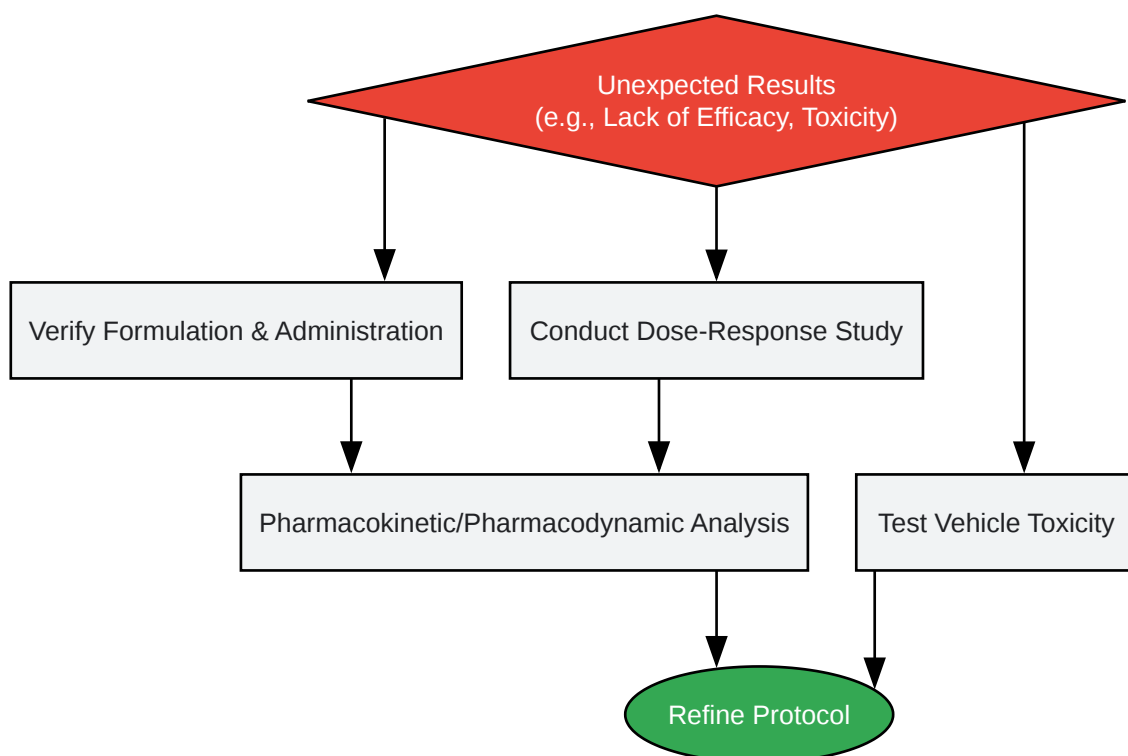 Unexpected Results
(e.g., Lack of Efficacy, Toxicity)
Verify Formulation & Administration
Conduct Dose-Response Study
Pharmacokinetic/Pharmacodynamic Analysis
Test Vehicle Toxicity
Refine Protocol